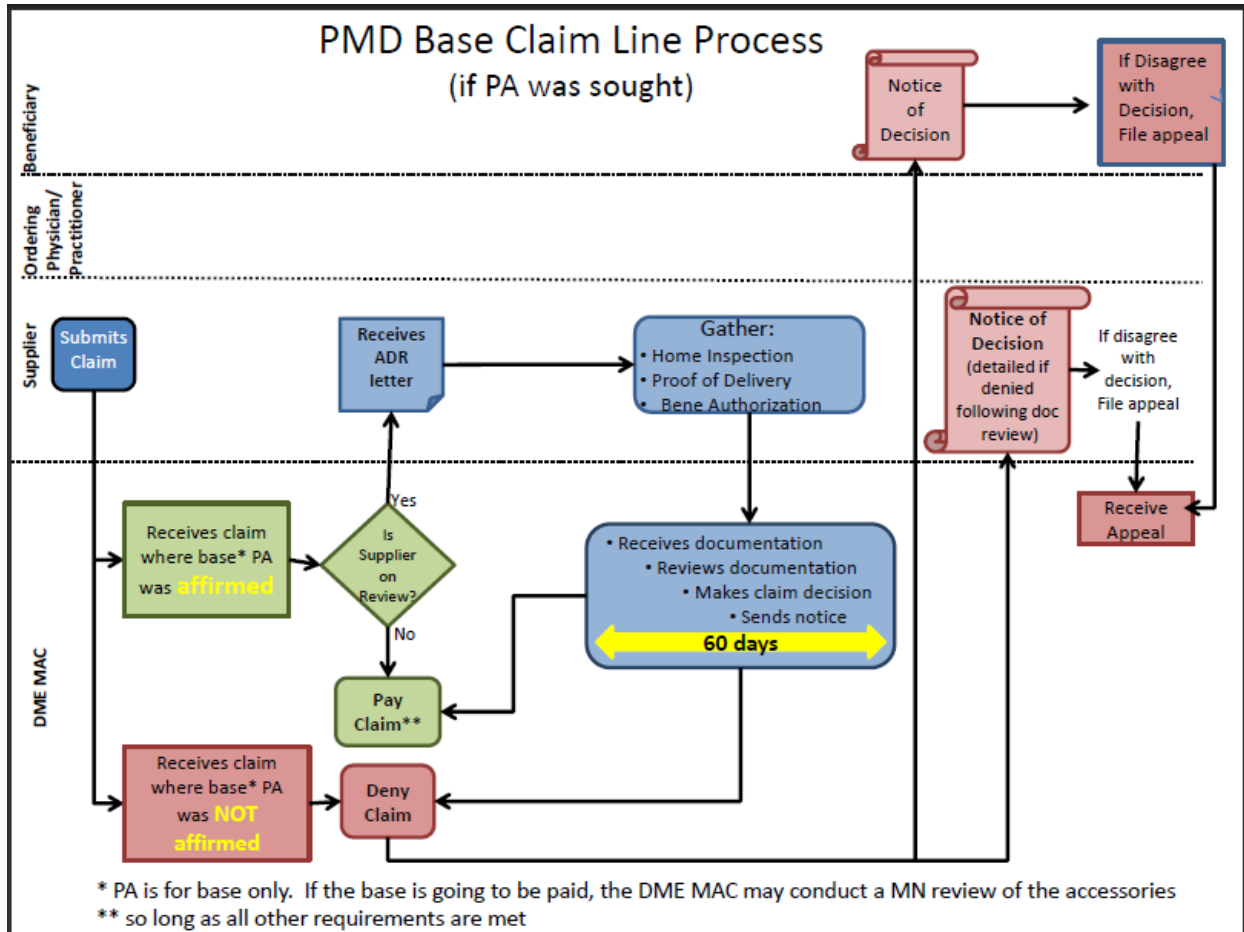 PMD Base Claim Line Process
(if PA was sought)
Beneficiary
Notice
of
Decision
If Disagree
with
Decision,
File appeal
Ordering
Physician/
Practitioner
Supplier
Submits
Claim
Receives
ADR
letter
Gather:
• Home Inspection
• Proof of Delivery
• Bene Authorization
Notice of
Decision
(detailed if
denied
following doc
review)
If disagree
with
decision,
File appeal
DME MAC
Receives claim
where base* PA
was affirmed
Is
Supplier
on
Review?
Yes
No
• Receives documentation
• Reviews documentation
• Makes claim decision
• Sends notice
60 days
Receive
Appeal
Pay
Claim**
Receives claim
where base* PA
was NOT
affirmed
Deny
Claim
* PA is for base only. If the base is going to be paid, the DME MAC may conduct a MN review of the accessories
** so long as all other requirements are met